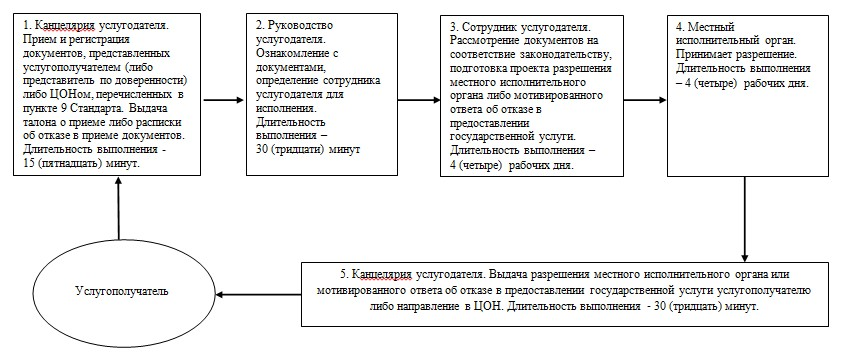 1. Канцелярия услугодателя.
Прием и регистрация
документов, представленных
услугополучателем (либо
представитель по доверенности)
либо ЦОНом, перечисленных в
пункте 9 Стандарта. Выдача
талона о приеме либо расписки
об отказе в приеме документов.
Длительность выполнения -
15 (пятнадцать) минут.
2. Руководство
услугодателя.
Ознакомление с
документами,
определение сотрудника
услугодателя для
исполнения.
Длительность
выполнения –
30 (тридцати) минут
3. Сотрудник услугодателя.
Рассмотрение документов на
соответствие законодательству,
подготовка проекта разрешения
местного исполнительного
органа либо мотивированного
ответа об отказе в
предоставлении
государственной услуги.
Длительность выполнения –
4 (четыре) рабочих дня.
4. Местный
исполнительный орган.
Принимает разрешение.
Длительность выполнения
– 4 (четыре) рабочих дня.
5. Канцелярия услугодателя. Выдача разрешения местного исполнительного органа или
мотивированного ответа об отказе в предоставлении государственной услуги услугополучателю
либо направление в ЦОН. Длительность выполнения - 30 (тридцать) минут.
Услугополучатель